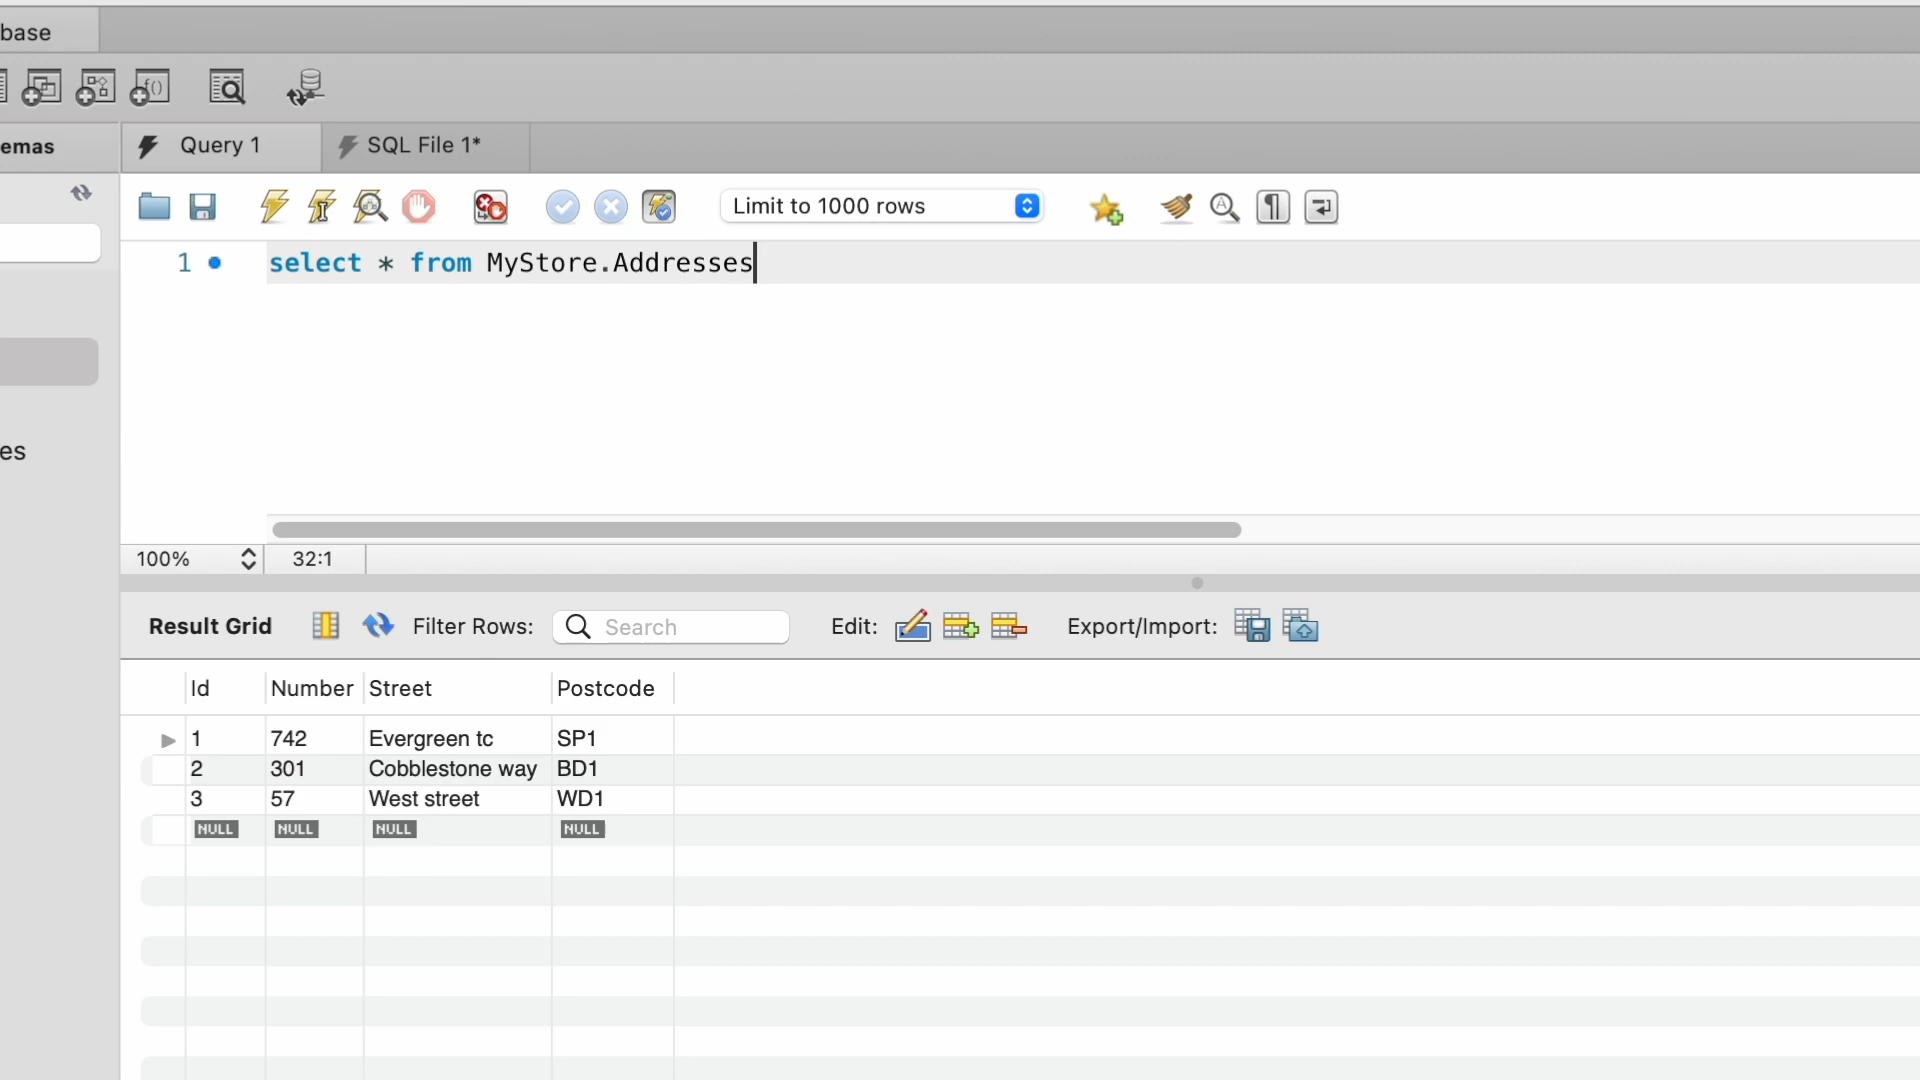 base
emas
Query 1
SQL File 1*
Limit to 1000 rows
1 select * from MyStore.Addresses
es
100% 32:1
Result Grid Filter Rows: Search Edit: Export/Import:
Id Number Street Postcode
1 742 Evergreen tc SP1
2 301 Cobblestone way BD1
3 57 West street WD1
NULL NULL NULL NULL